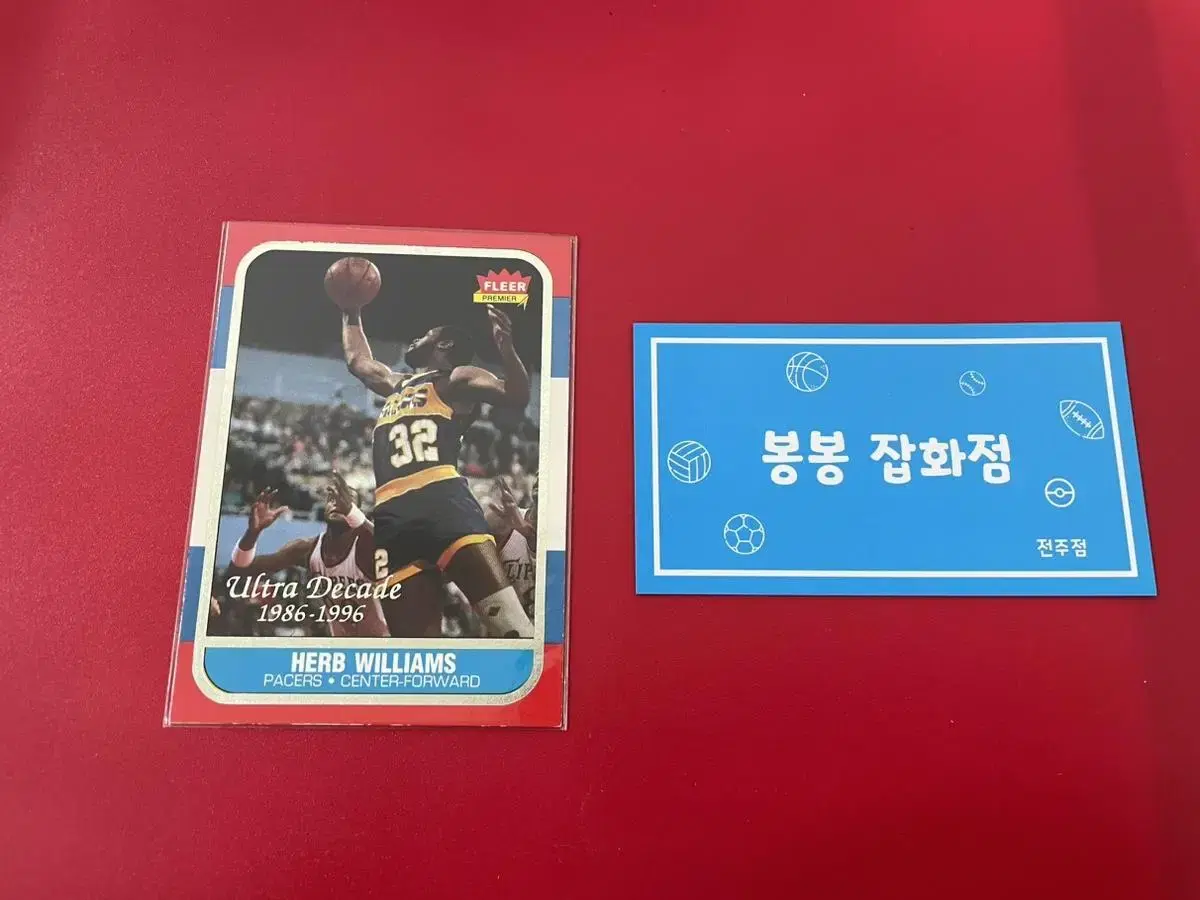 FLEER
PREMIER
32
Ultra Decade
1986-1996
HERB WILLIAMS
PACERS • CENTER-FORWARD
봉봉 잡화점
전주점